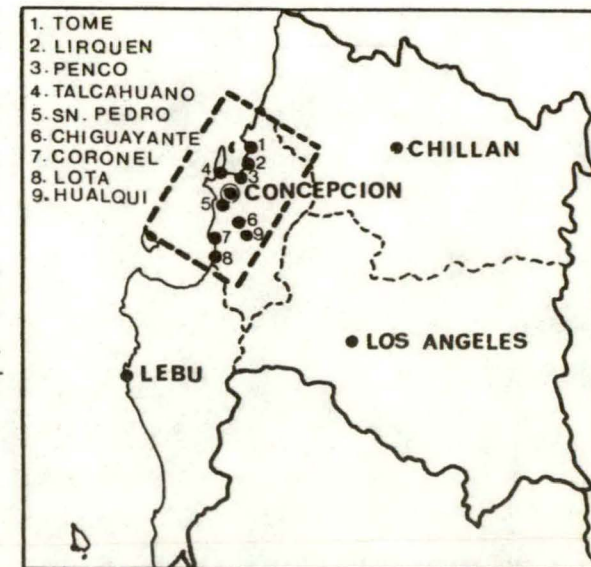 1. TOME
2. LIRQUEN
3. PENCO
4. TALCAHUANO
5. SN. PEDRO
6. CHIGUAYANTE
7. CORONEL
8. LOTA
9. HUALQUI
1
2
3
4
CONCEPCION
5
6
7
9
8
CHILLAN
LOS ANGELES
LEBU